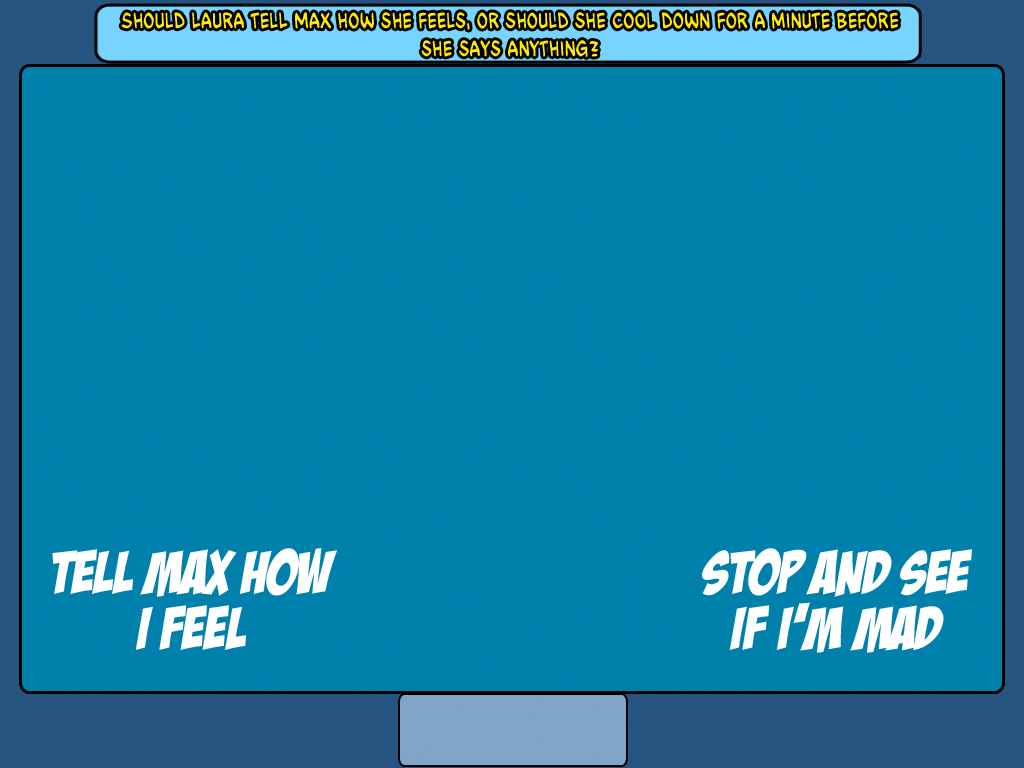 SHOULD LAURA TELL MAX HOW SHE FEELS, OR SHOULD SHE COOL DOWN FOR A MINUTE BEFORE
SHE SAYS ANYTHING?
TELL MAX HOW
I FEEL
STOP AND SEE
IF I'M MAD